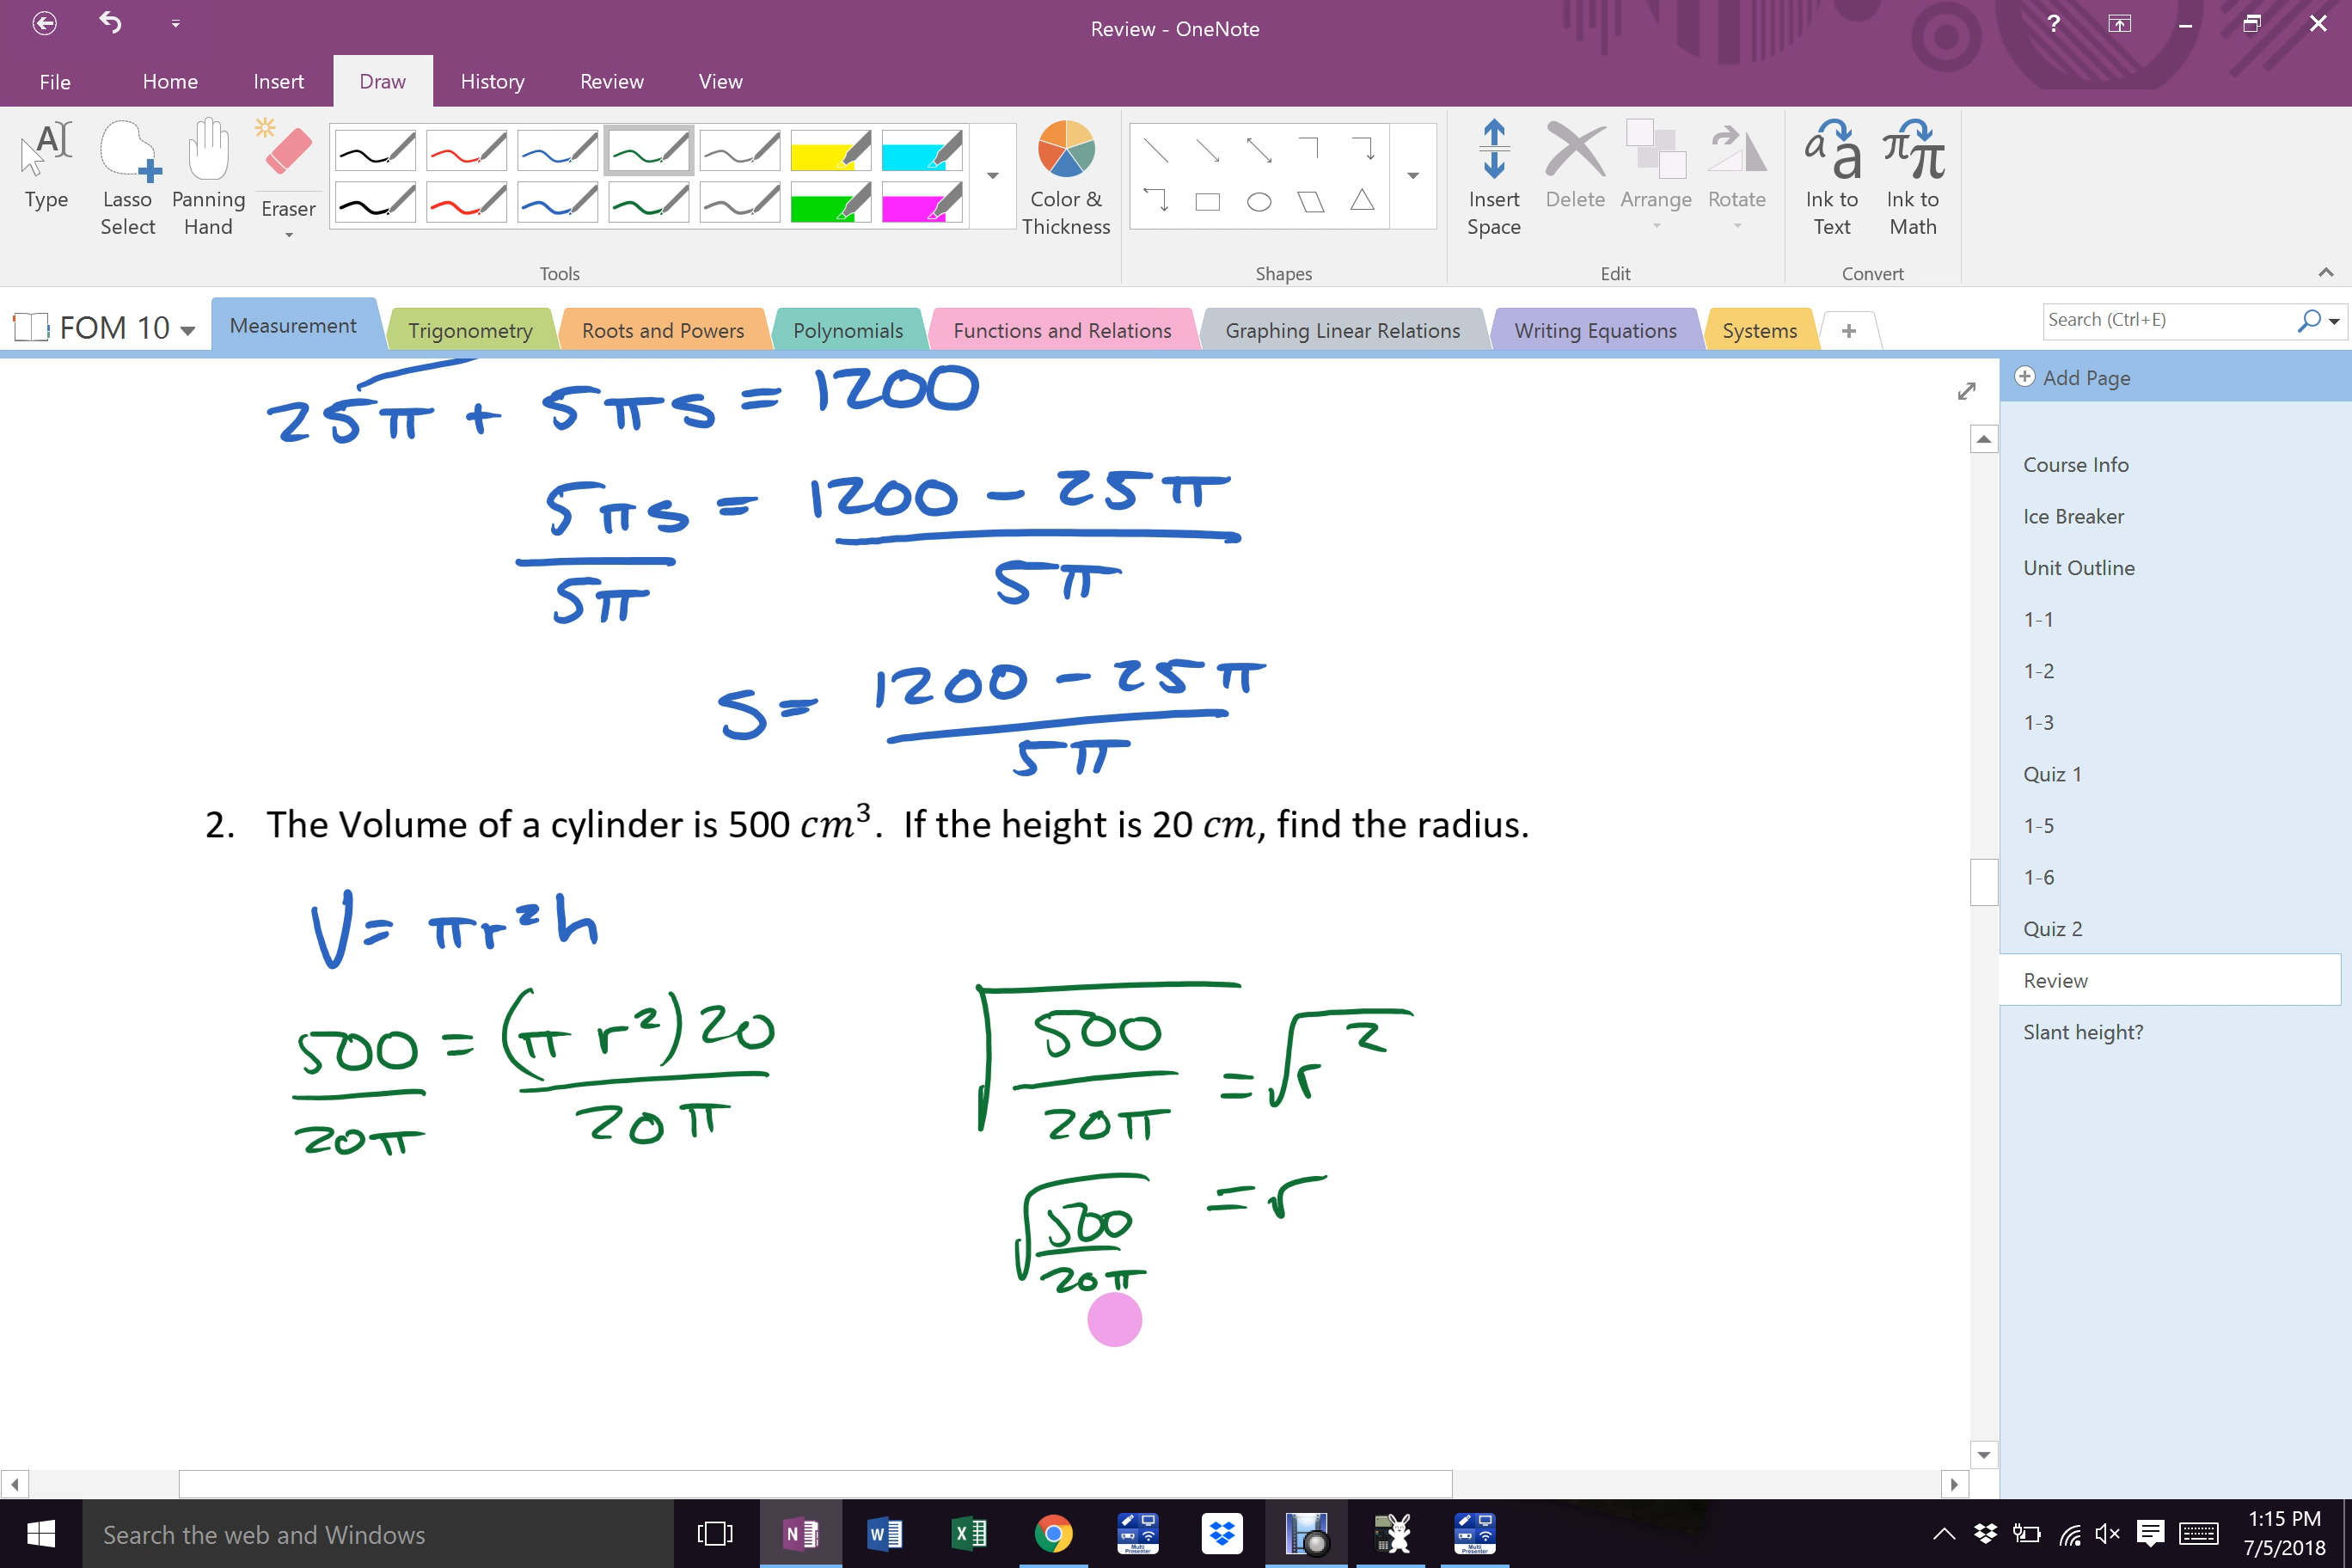 Review - OneNote
?
File Home Insert Draw History Review View
Type
Lasso Select
Panning Hand
Eraser
Color & Thickness
Insert Space
Delete
Arrange
Rotate
Ink to Text
Ink to Math
Tools Shapes Edit Convert
FOM 10 Measurement Trigonometry Roots and Powers Polynomials Functions and Relations Graphing Linear Relations Writing Equations Systems + Search (Ctrl+E)
Add Page
Course Info
Ice Breaker
Unit Outline
1-1
1-2
1-3
Quiz 1
1-5
1-6
Quiz 2
Review
Slant height?
25π + 5πs = 1200
5πs = 1200 - 25π
5π 5π
s = 1200 - 25π
5π
2. The Volume of a cylinder is 500 cm³. If the height is 20 cm, find the radius.
V = πr²h
500 = (π r²) 20
20π 20π
√500 = √r²
20π
√500 = r
20π
Search the web and Windows
1:15 PM
7/5/2018